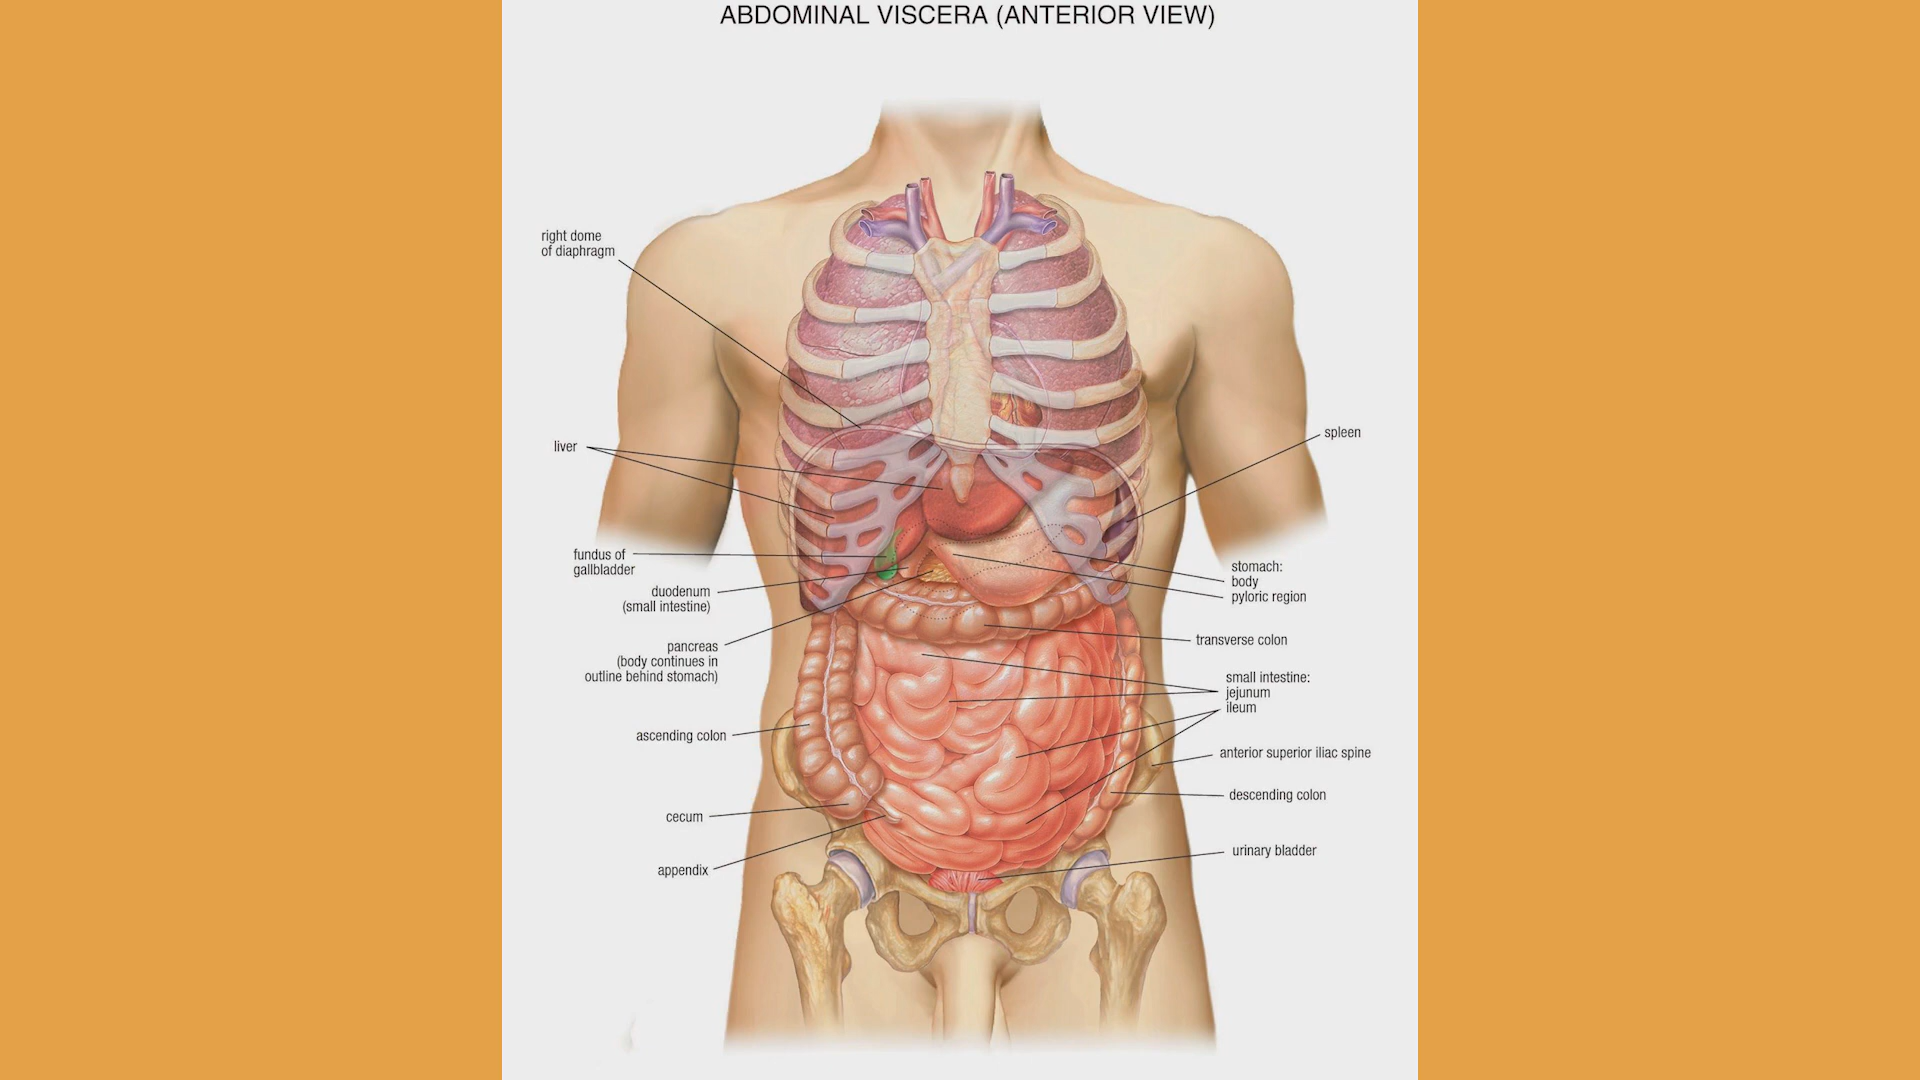 ABDOMINAL VISCERA (ANTERIOR VIEW)
right dome
of diaphragm
liver
fundus of
gallbladder
duodenum
(small intestine)
pancreas
(body continues in
outline behind stomach)
ascending colon
cecum
appendix
spleen
stomach:
body
pyloric region
transverse colon
small intestine:
jejunum
ileum
anterior superior iliac spine
descending colon
urinary bladder